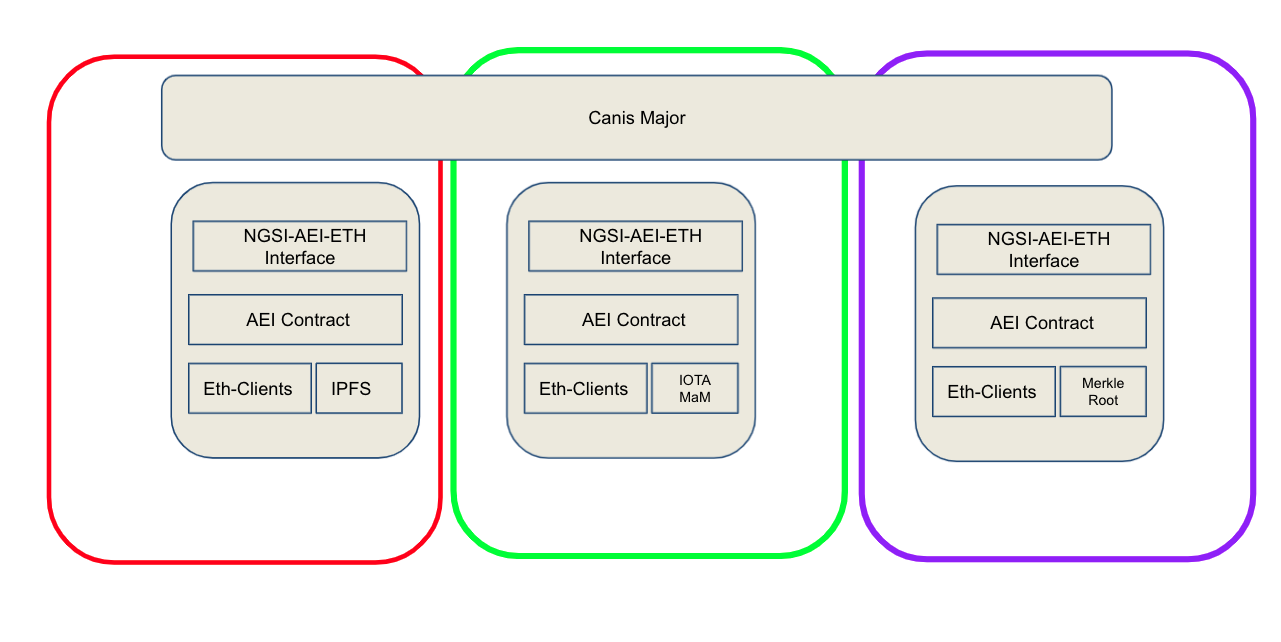 Canis Major
NGSI-AEI-ETH
Interface
AEI Contract
Eth-Clients
IPFS
NGSI-AEI-ETH
Interface
AEI Contract
Eth-Clients
IOTA
MaM
NGSI-AEI-ETH
Interface
AEI Contract
Eth-Clients
Merkle
Root